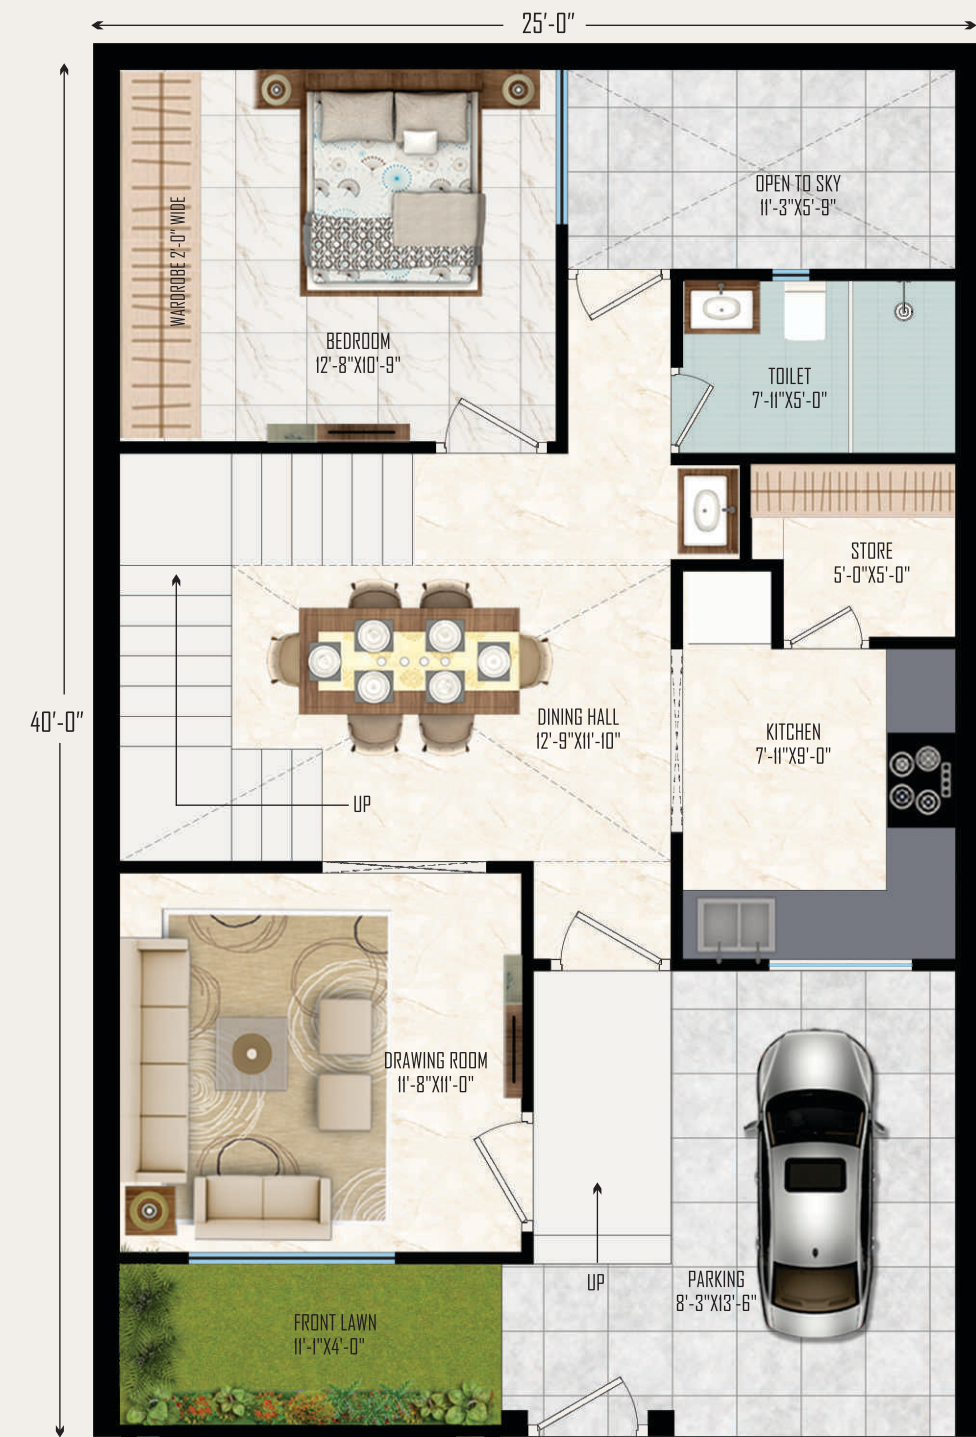 25'-0"
OPEN TO SKY
11'-3"X5'-9"
WARDROBE 2'-0" WIDE
BEDROOM
12'-8"X10'-9"
TOILET
7'-11"X5'-0"
STORE
5'-0"X5'-0"
40'-0"
DINING HALL
12'-9"X11'-10"
KITCHEN
7'-11"X9'-0"
UP
DRAWING ROOM
11'-8"X11'-0"
UP
PARKING
8'-3"X13'-6"
FRONT LAWN
11'-1"X4'-0"